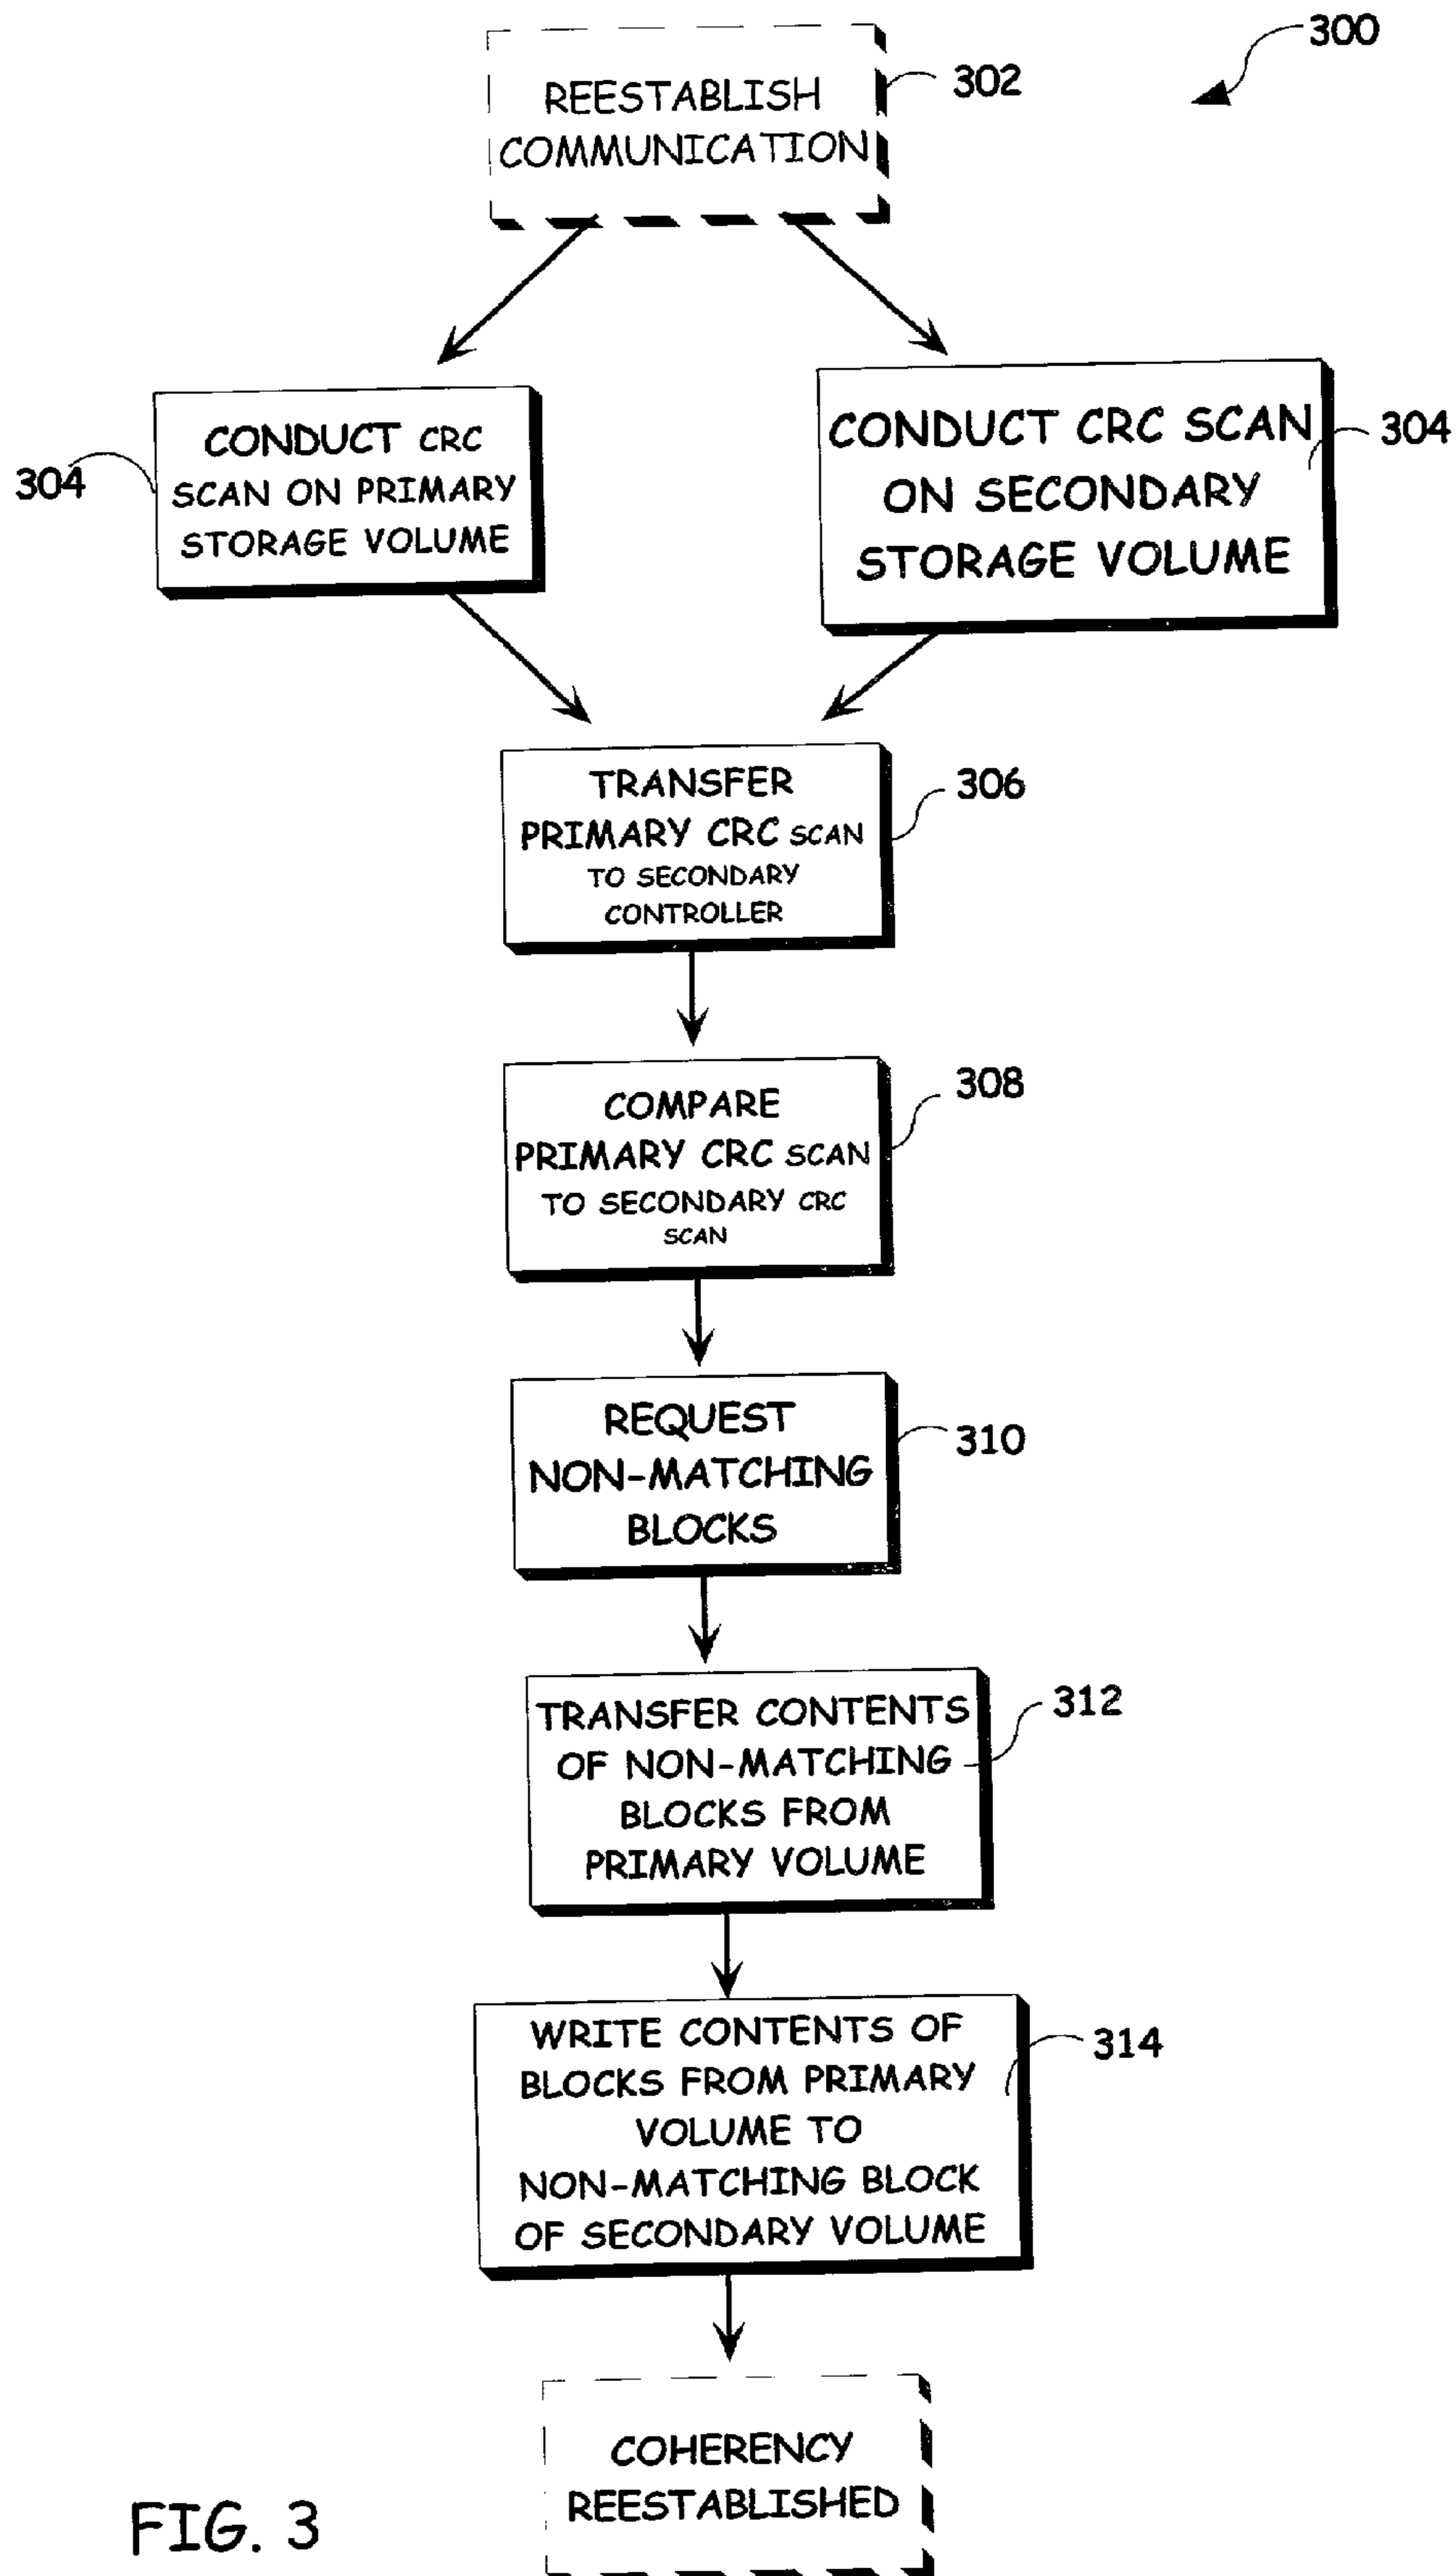 300
REESTABLISH
COMMUNICATION
302
CONDUCT CRC
SCAN ON PRIMARY
STORAGE VOLUME
304
CONDUCT CRC SCAN
ON SECONDARY
STORAGE VOLUME
304
TRANSFER
PRIMARY CRC SCAN
TO SECONDARY
CONTROLLER
306
COMPARE
PRIMARY CRC SCAN
TO SECONDARY CRC
SCAN
308
REQUEST
NON-MATCHING
BLOCKS
310
TRANSFER CONTENTS
OF NON-MATCHING
BLOCKS FROM
PRIMARY VOLUME
312
WRITE CONTENTS OF
BLOCKS FROM PRIMARY
VOLUME TO
NON-MATCHING BLOCK
OF SECONDARY VOLUME
314
COHERENCY
REESTABLISHED
FIG. 3